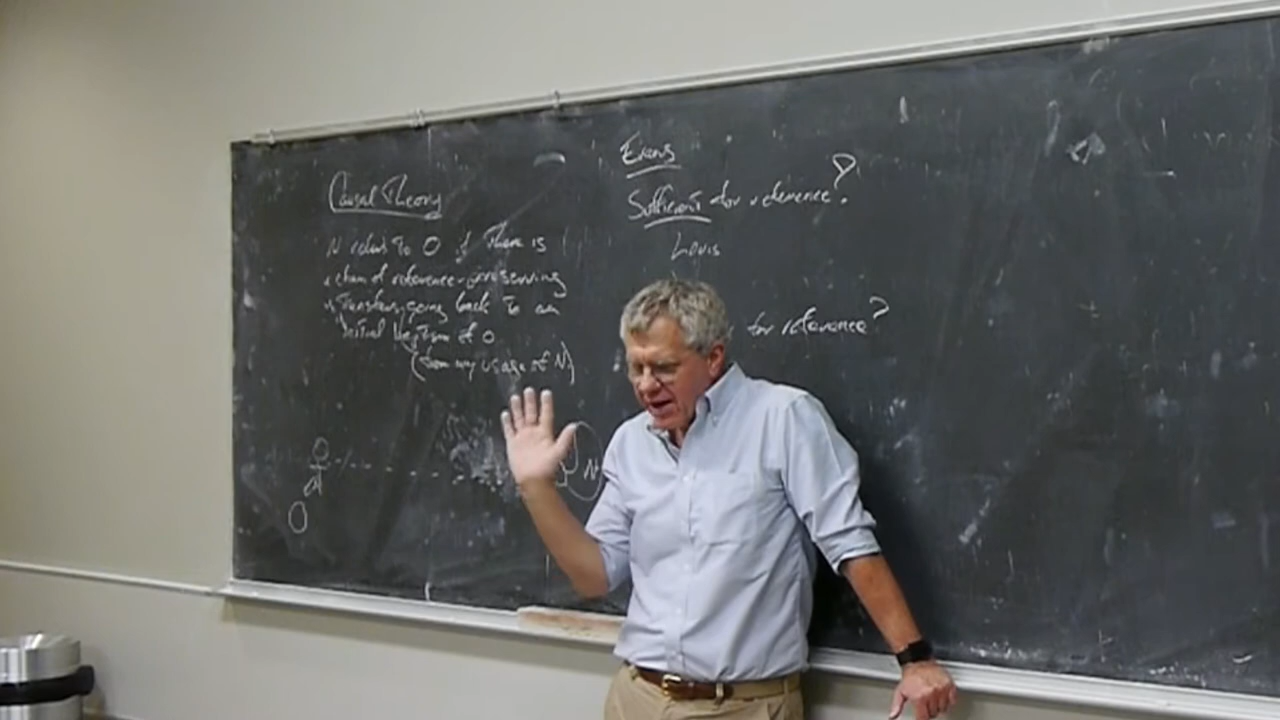 Causal Theory
N refers to O if There is
a chain of reference-preserving
Transfers going back to an
initial baptism of O
(from my usage of N)
N
Evans
Sufficient for reference?
Louis
for reference?